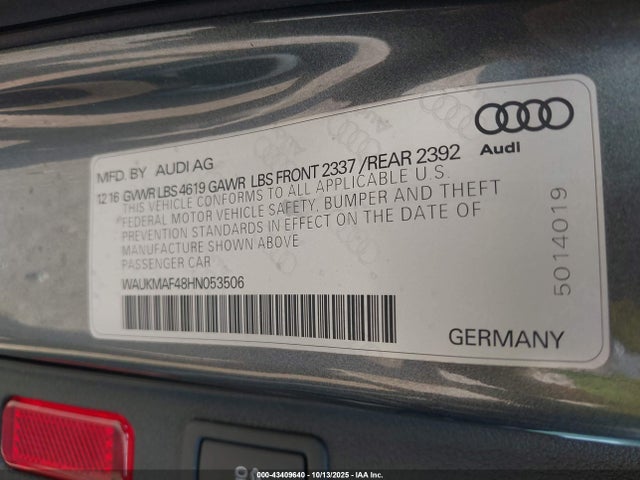 MFD. BY AUDI AG
12 16 GVWR LBS 4619 GAWR LBS FRONT 2337 /REAR 2392
THIS VEHICLE CONFORMS TO ALL APPLICABLE U.S.
FEDERAL MOTOR VEHICLE SAFETY, BUMPER AND THEFT
PREVENTION STANDARDS IN EFFECT ON THE DATE OF
MANUFACTURE SHOWN ABOVE
PASSENGER CAR
WAUKMAF48HN053506
Audi
5014019
GERMANY
000-43409640 - 10/13/2025 - IAA Inc.